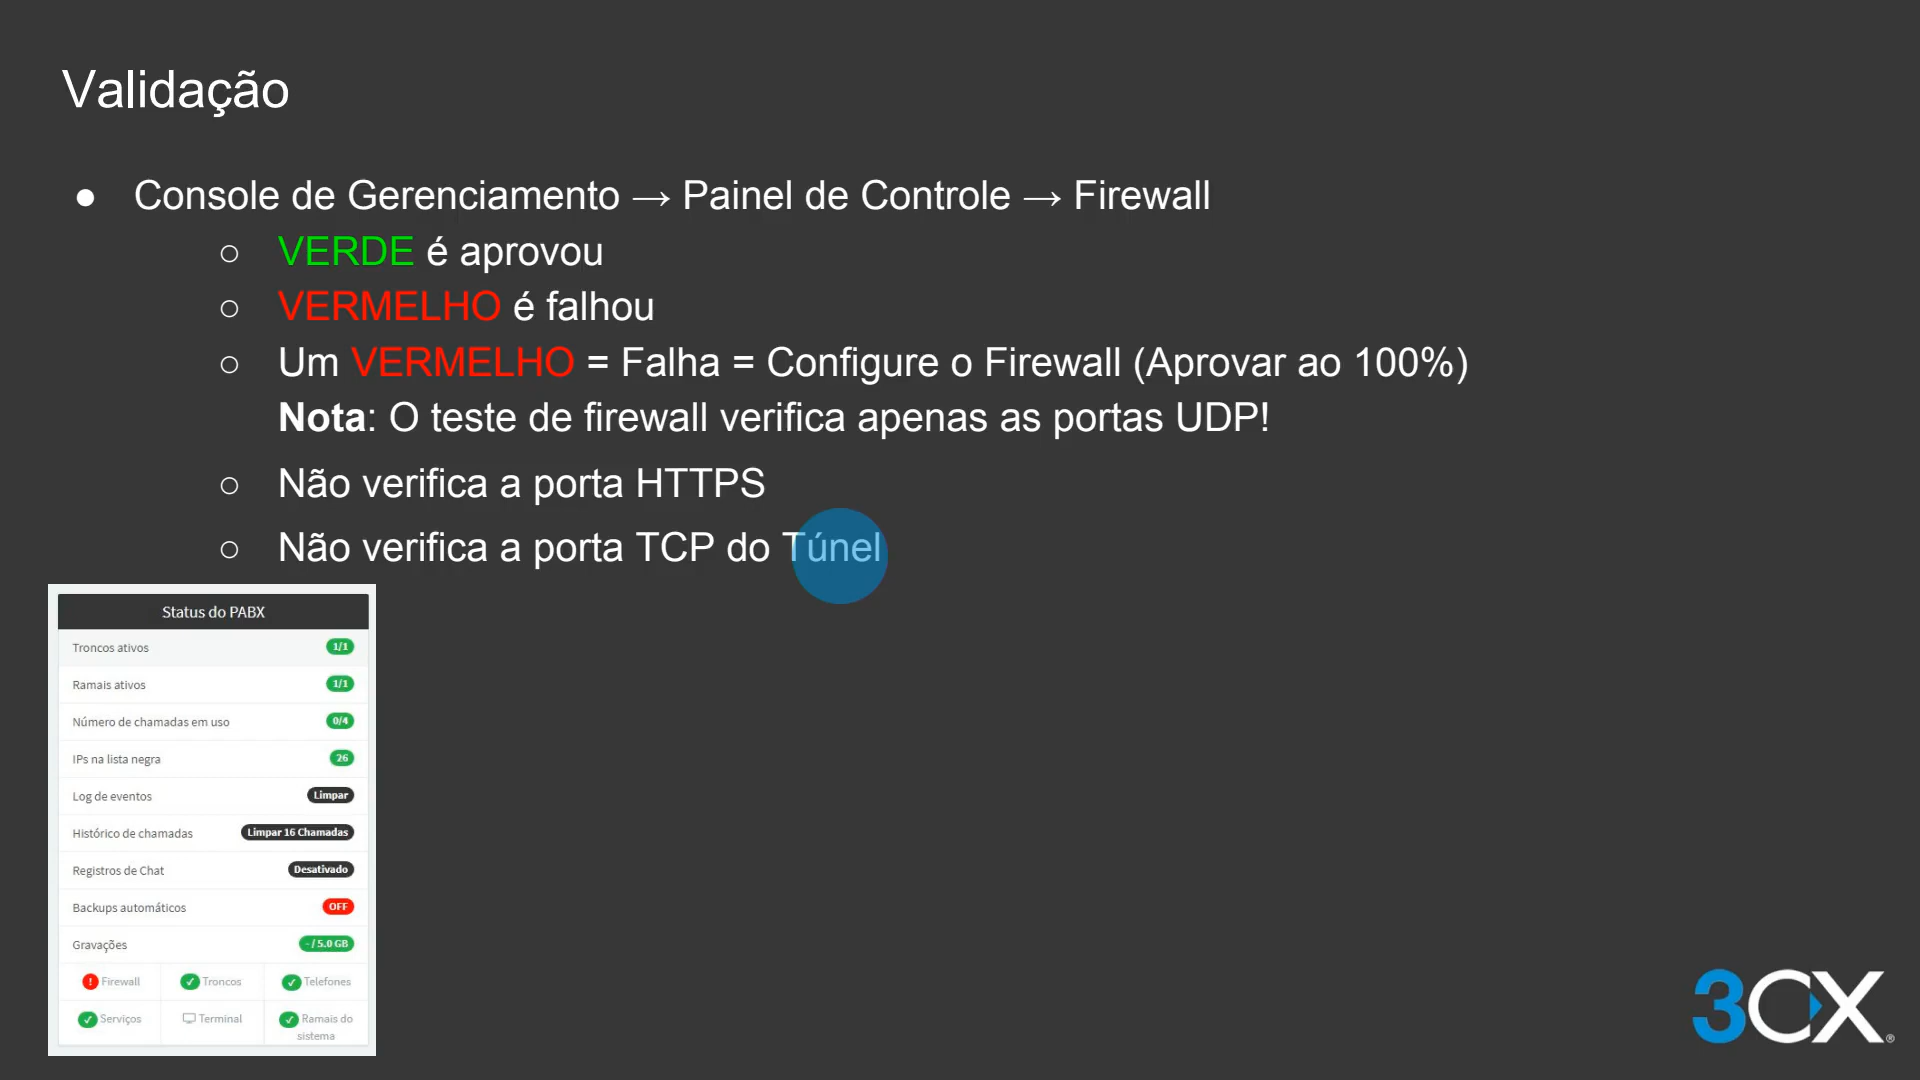 Validação
● Console de Gerenciamento → Painel de Controle → Firewall
○ VERDE é aprovou
○ VERMELHO é falhou
○ Um VERMELHO = Falha = Configure o Firewall (Aprovar ao 100%)
Nota: O teste de firewall verifica apenas as portas UDP!
○ Não verifica a porta HTTPS
○ Não verifica a porta TCP do Túnel
Status do PABX
Troncos ativos 1/1
Ramais ativos 1/1
Número de chamadas em uso 0/4
IPs na lista negra 26
Log de eventos Limpar
Histórico de chamadas Limpar 16 Chamadas
Registros de Chat Desativado
Backups automáticos OFF
Gravações - / 5.0 GB
Firewall Troncos Telefones
Serviços Terminal Ramais do
sistema
3CX®